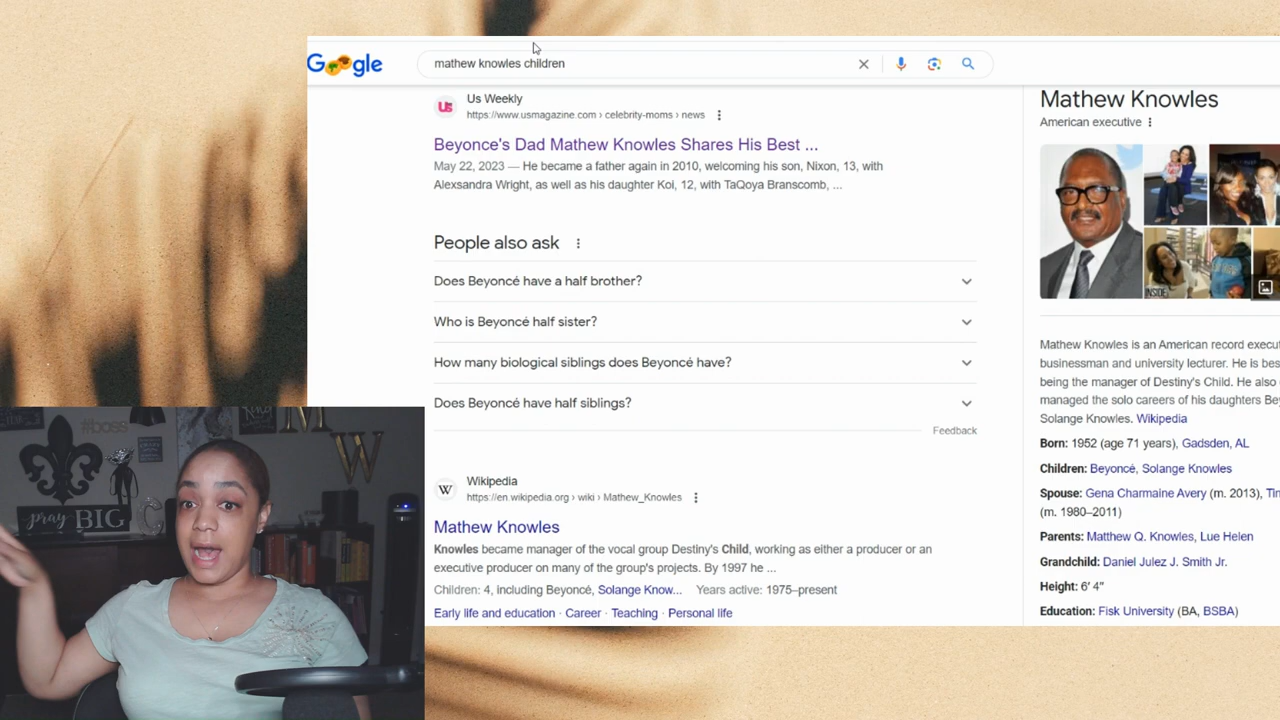 Google
mathew knowles children
Us
Us Weekly
https://www.usmagazine.com › celebrity-moms › news
Beyonce's Dad Mathew Knowles Shares His Best ...
May 22, 2023 — He became a father again in 2010, welcoming his son, Nixon, 13, with
Alexsandra Wright, as well as his daughter Koi, 12, with TaQoya Branscomb, ...
People also ask
Does Beyoncé have a half brother?
Who is Beyoncé half sister?
How many biological siblings does Beyoncé have?
Does Beyoncé have half siblings?
Feedback
W
Wikipedia
https://en.wikipedia.org › wiki › Mathew_Knowles
Mathew Knowles
Knowles became manager of the vocal group Destiny's Child, working as either a producer or an
executive producer on many of the group's projects. By 1997 he ...
Children: 4, including Beyoncé, Solange Know... Years active: 1975–present
Early life and education · Career · Teaching · Personal life
Mathew Knowles
American executive
INSIDE
Mathew Knowles is an American record execu
businessman and university lecturer. He is bes
being the manager of Destiny's Child. He also
managed the solo careers of his daughters Be
Solange Knowles. Wikipedia
Born: 1952 (age 71 years), Gadsden, AL
Children: Beyoncé, Solange Knowles
Spouse: Gena Charmaine Avery (m. 2013), Tin
(m. 1980–2011)
Parents: Matthew Q. Knowles, Lue Helen
Grandchild: Daniel Julez J. Smith Jr.
Height: 6′ 4″
Education: Fisk University (BA, BSBA)
#boss
pray BIG
C
M
W